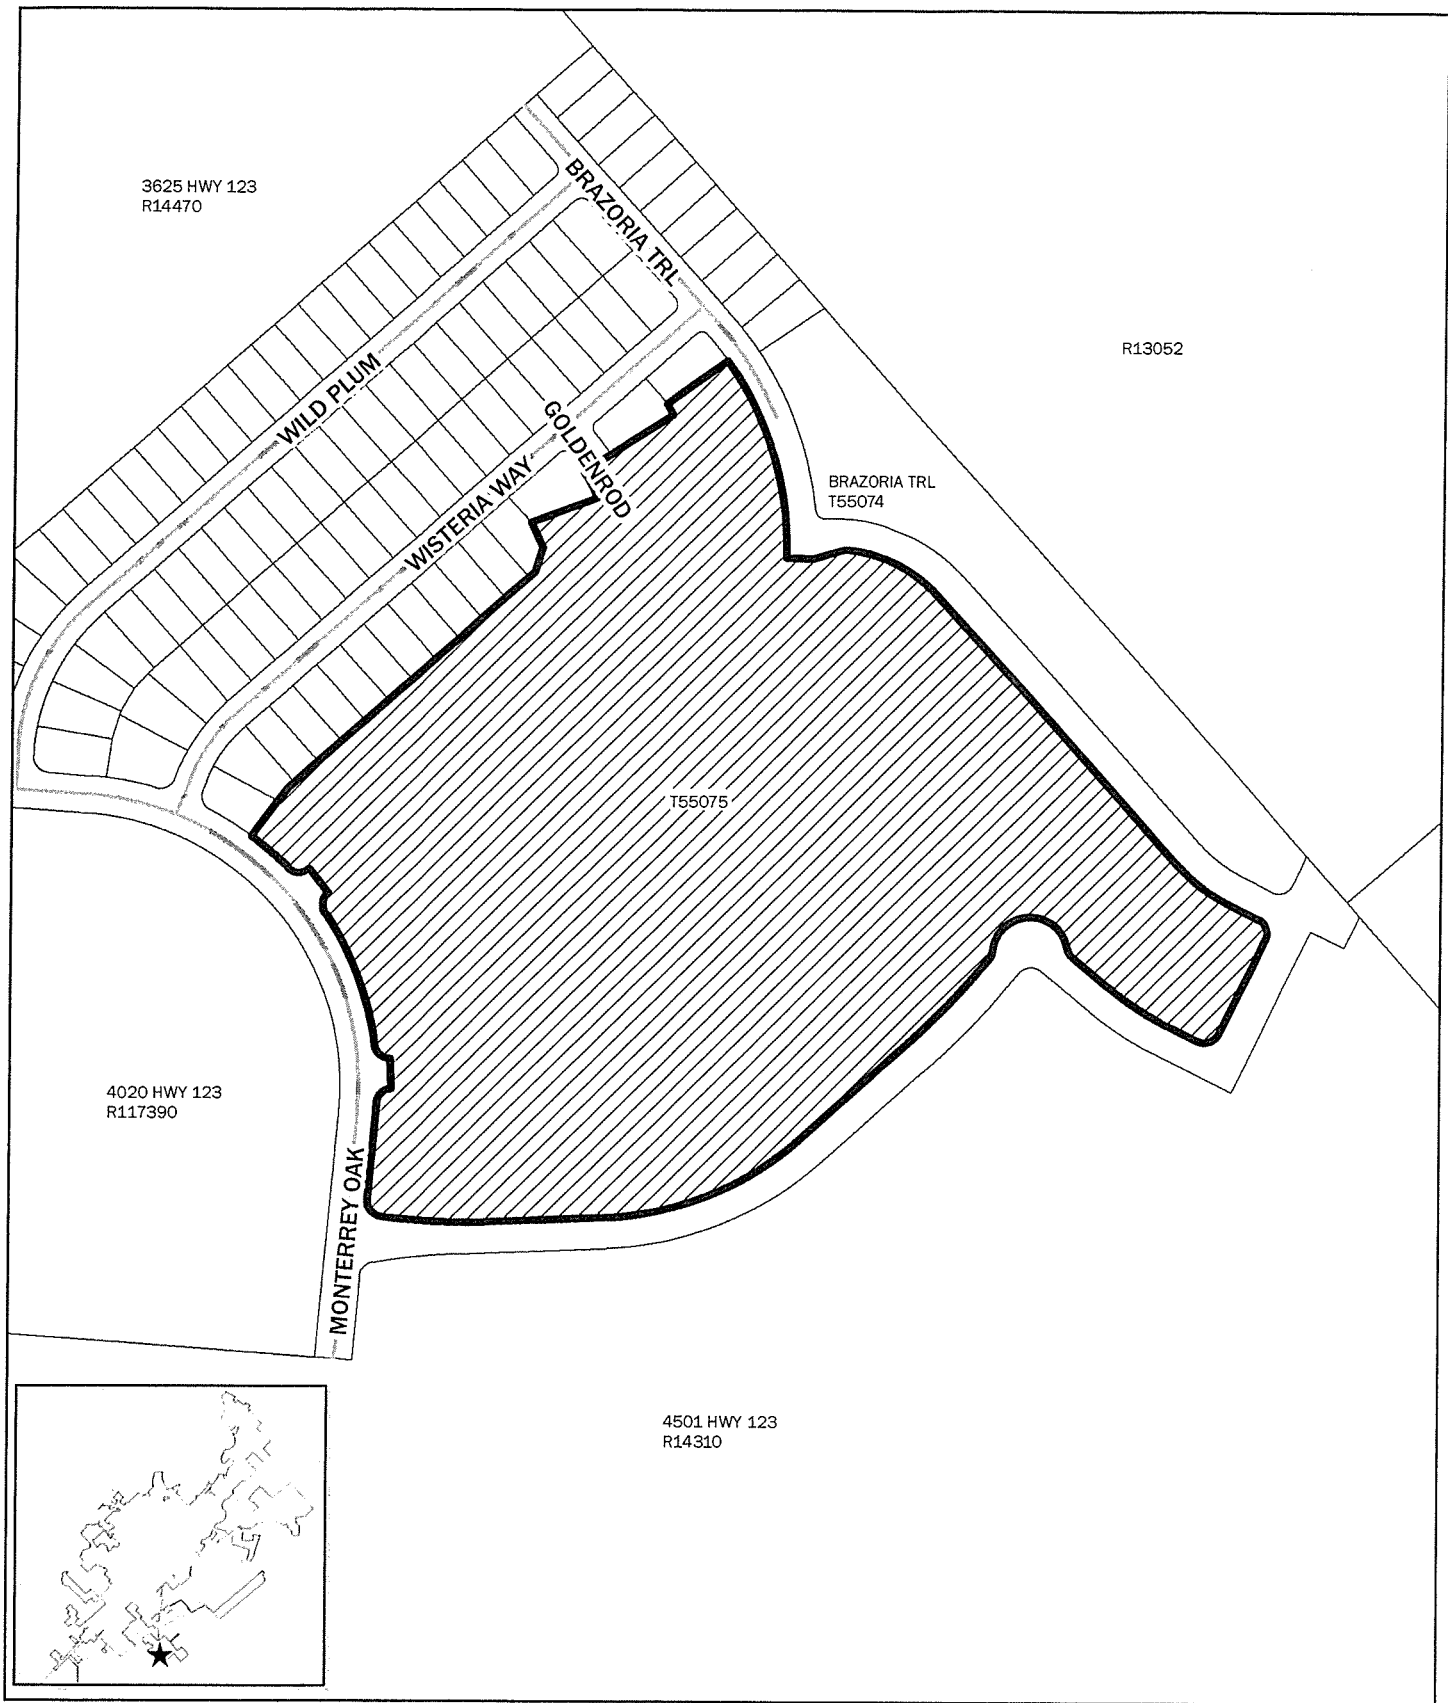 3625 HWY 123
R14470
BRAZORIA TRL
R13052
WILD PLUM
GOLDENROD
WISTERIA WAY
BRAZORIA TRL
T55074
T55075
4020 HWY 123
R117390
MONTERREY OAK
4501 HWY 123
R14310